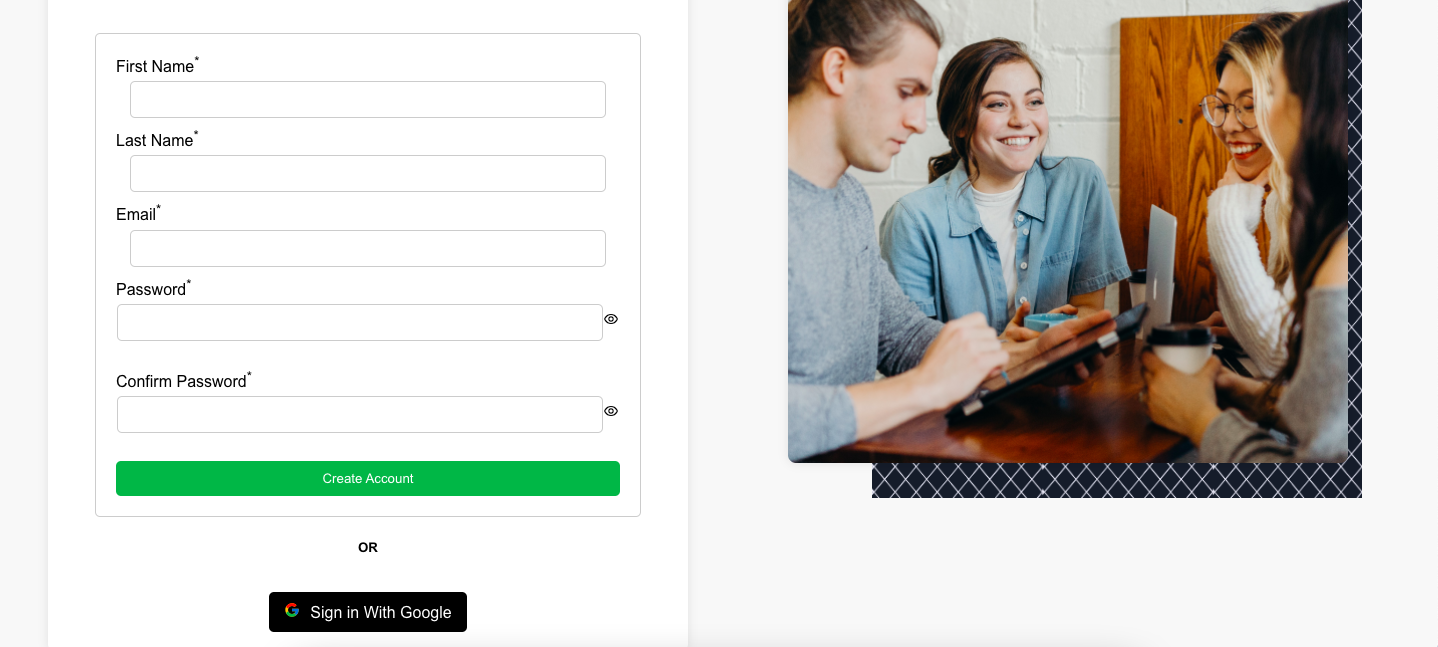 First Name*
Last Name*
Email*
Password*
Confirm Password*
Create Account
OR
Sign in With Google